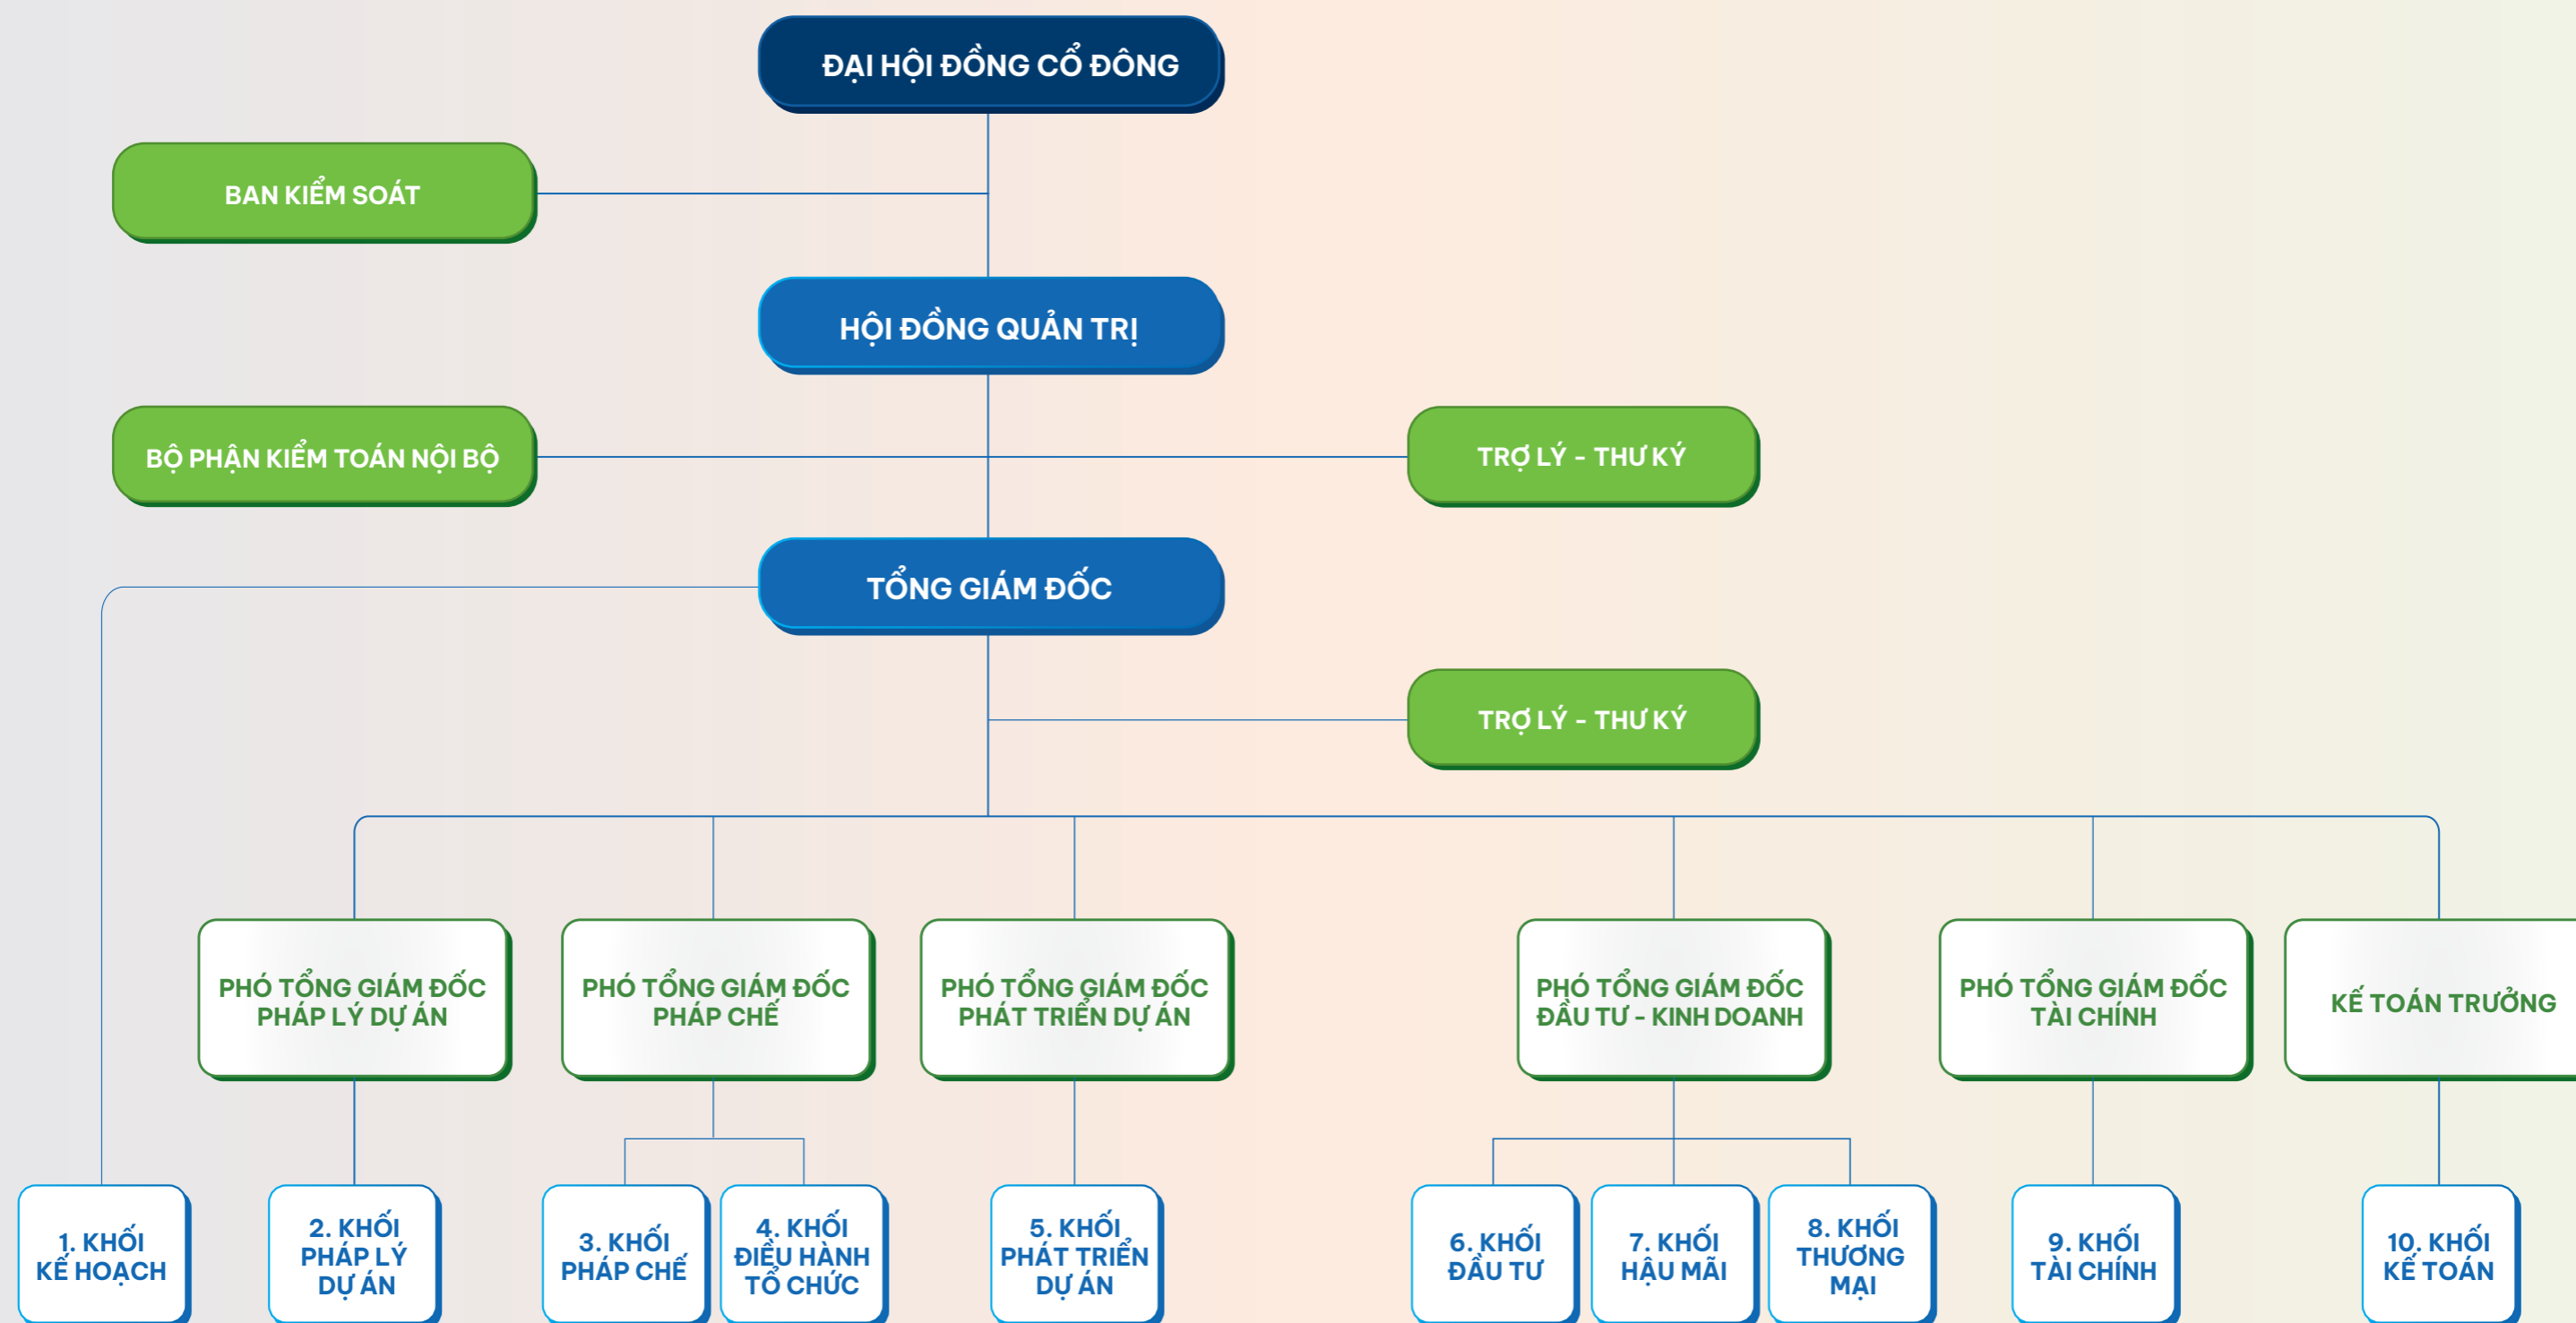 ĐẠI HỘI ĐỒNG CỔ ĐÔNG
BAN KIỂM SOÁT
HỘI ĐỒNG QUẢN TRỊ
BỘ PHẬN KIỂM TOÁN NỘI BỘ
TRỢ LÝ - THƯ KÝ
TỔNG GIÁM ĐỐC
TRỢ LÝ - THƯ KÝ
PHÓ TỔNG GIÁM ĐỐC
PHÁP LÝ DỰ ÁN
PHÓ TỔNG GIÁM ĐỐC
PHÁP CHẾ
PHÓ TỔNG GIÁM ĐỐC
PHÁT TRIỂN DỰ ÁN
PHÓ TỔNG GIÁM ĐỐC
ĐẦU TƯ - KINH DOANH
PHÓ TỔNG GIÁM ĐỐC
TÀI CHÍNH
KẾ TOÁN TRƯỞNG
1. KHỐI
KẾ HOẠCH
2. KHỐI
PHÁP LÝ
DỰ ÁN
3. KHỐI
PHÁP CHẾ
4. KHỐI
ĐIỀU HÀNH
TỔ CHỨC
5. KHỐI
PHÁT TRIỂN
DỰ ÁN
6. KHỐI
ĐẦU TƯ
7. KHỐI
HẬU MÃI
8. KHỐI
THƯƠNG
MẠI
9. KHỐI
TÀI CHÍNH
10. KHỐI
KẾ TOÁN